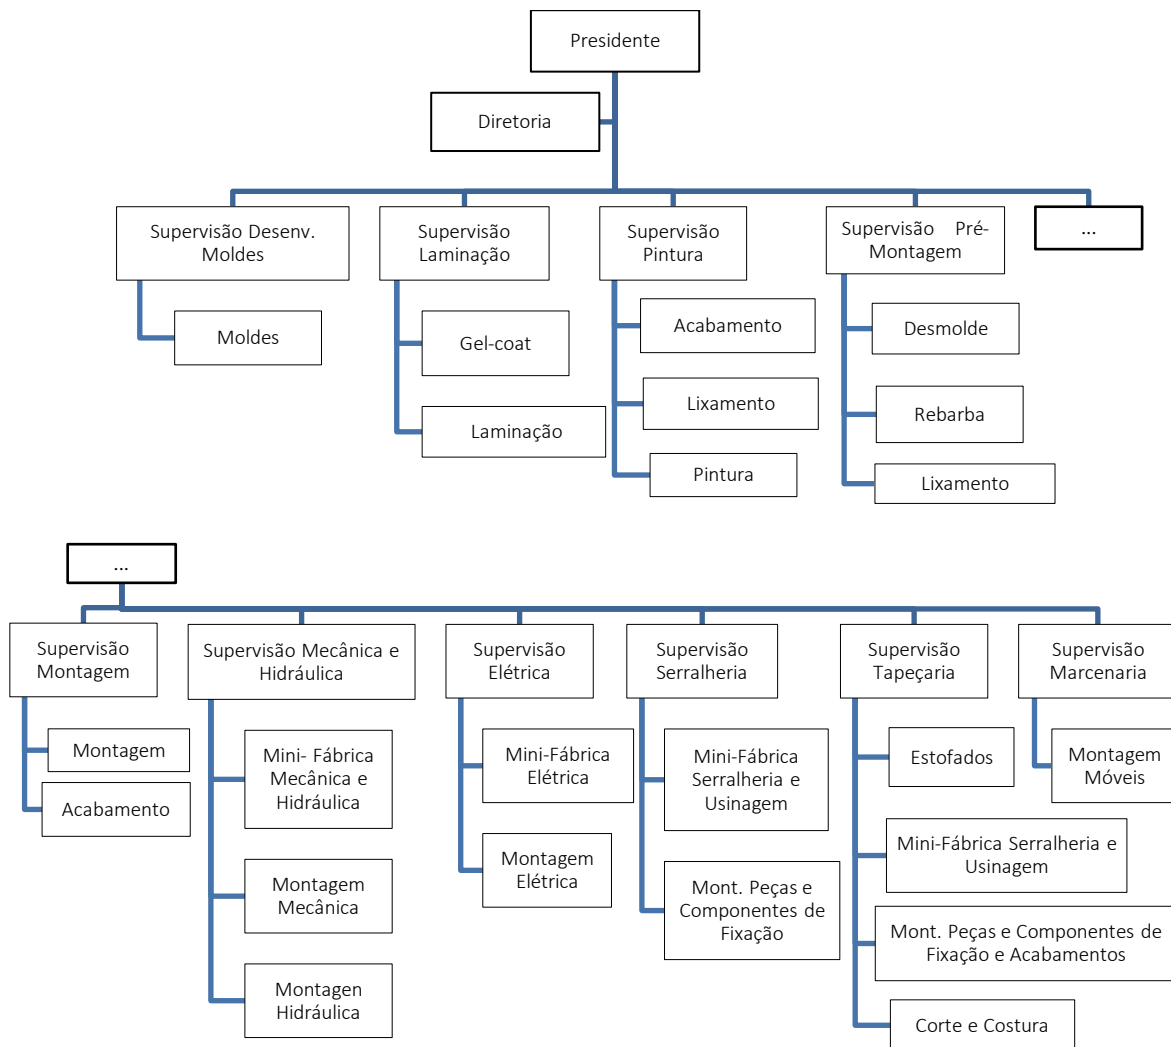 Presidente
Diretoria
Supervisão Desenv.
Moldes
Supervisão
Laminação
Supervisão
Pintura
Supervisão Pré-
Montagem
...
Moldes
Gel-coat
Laminação
Acabamento
Lixamento
Pintura
Desmolde
Rebarba
Lixamento
...
Supervisão
Montagem
Supervisão Mecânica e
Hidráulica
Supervisão
Elétrica
Supervisão
Serralheria
Supervisão
Tapeçaria
Supervisão
Marcenaria
Montagem
Acabamento
Mini- Fábrica
Mecânica e
Hidráulica
Montagem
Mecânica
Montagen
Hidráulica
Mini-Fábrica
Elétrica
Montagem
Elétrica
Mini-Fábrica
Serralheria e
Usinagem
Mont. Peças e
Componentes de
Fixação
Estofados
Mini-Fábrica Serralheria e
Usinagem
Mont. Peças e Componentes de
Fixação e Acabamentos
Corte e Costura
Montagem
Móveis